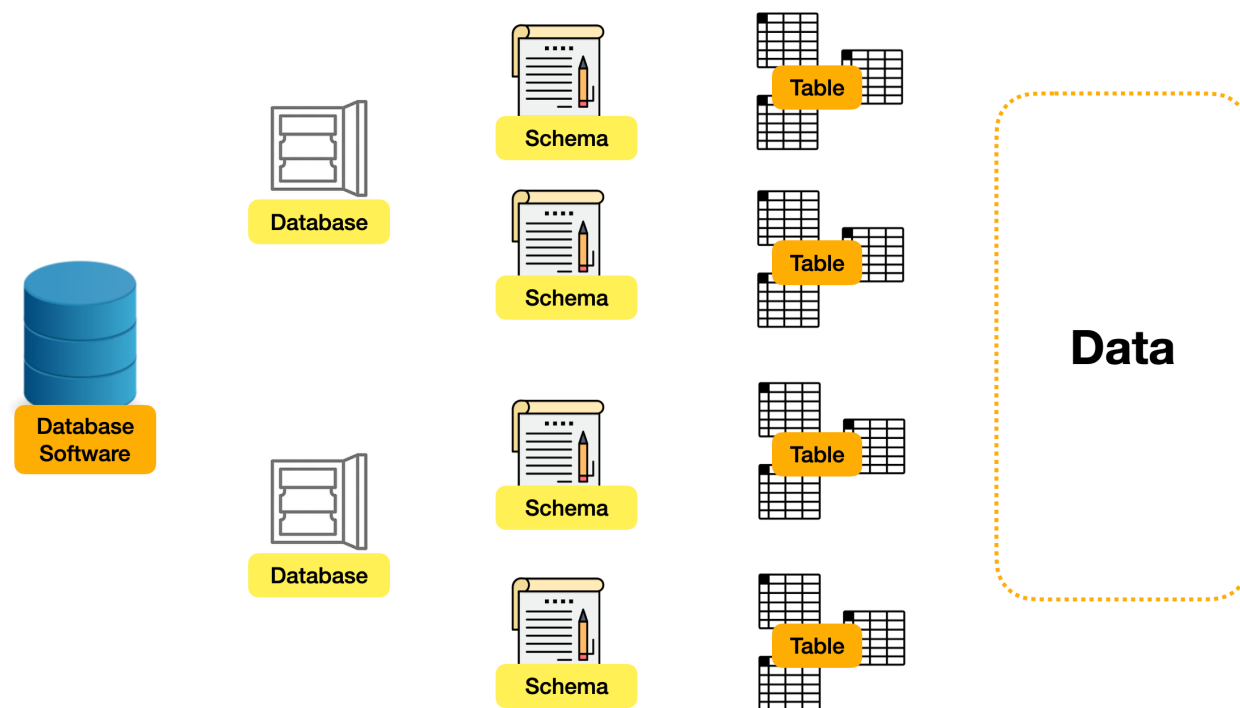 Database
Software
Database
Database
Schema
Schema
Schema
Schema
Table
Table
Table
Table
Data